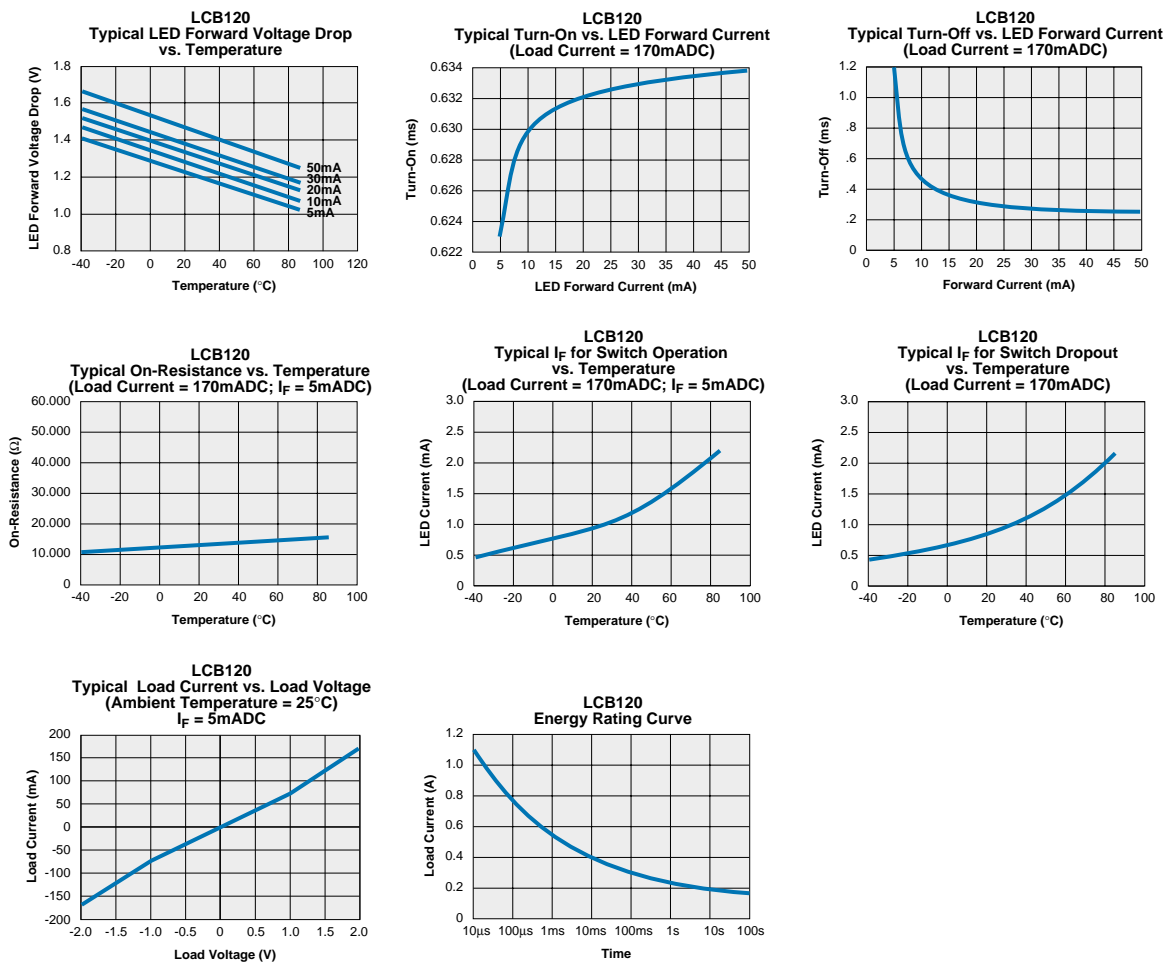 LCB120
Typical LED Forward Voltage Drop
vs. Temperature
LED Forward Voltage Drop (V)
1.8
1.6
1.4
1.2
1.0
0.8
50mA
30mA
20mA
10mA
5mA
-40 -20 0 20 40 60 80 100 120
Temperature (°C)
LCB120
Typical Turn-On vs. LED Forward Current
(Load Current = 170mADC)
Turn-On (ms)
0.634
0.632
0.630
0.628
0.626
0.624
0.622
0 5 10 15 20 25 30 35 40 45 50
LED Forward Current (mA)
LCB120
Typical Turn-Off vs. LED Forward Current
(Load Current = 170mADC)
Turn-Off (ms)
1.2
1.0
.8
.6
.4
.2
0
0 5 10 15 20 25 30 35 40 45 50
Forward Current (mA)
LCB120
Typical On-Resistance vs. Temperature
(Load Current = 170mADC; IF = 5mADC)
On-Resistance (Ω)
60.000
50.000
40.000
30.000
20.000
10.000
0
-40 -20 0 20 40 60 80 100
Temperature (°C)
LCB120
Typical IF for Switch Operation
vs. Temperature
(Load Current = 170mADC; IF = 5mADC)
LED Current (mA)
3.0
2.5
2.0
1.5
1.0
0.5
0
-40 -20 0 20 40 60 80 100
Temperature (°C)
LCB120
Typical IF for Switch Dropout
vs. Temperature
(Load Current = 170mADC)
LED Current (mA)
3.0
2.5
2.0
1.5
1.0
0.5
0
-40 -20 0 20 40 60 80 100
Temperature (°C)
LCB120
Typical Load Current vs. Load Voltage
(Ambient Temperature = 25°C)
IF = 5mADC
Load Current (mA)
200
150
100
50
0
-50
-100
-150
-200
-2.0 -1.5 -1.0 -0.5 0 0.5 1.0 1.5 2.0
Load Voltage (V)
LCB120
Energy Rating Curve
Load Current (A)
1.2
1.0
0.8
0.6
0.4
0.2
0
10µs 100µs 1ms 10ms 100ms 1s 10s 100s
Time